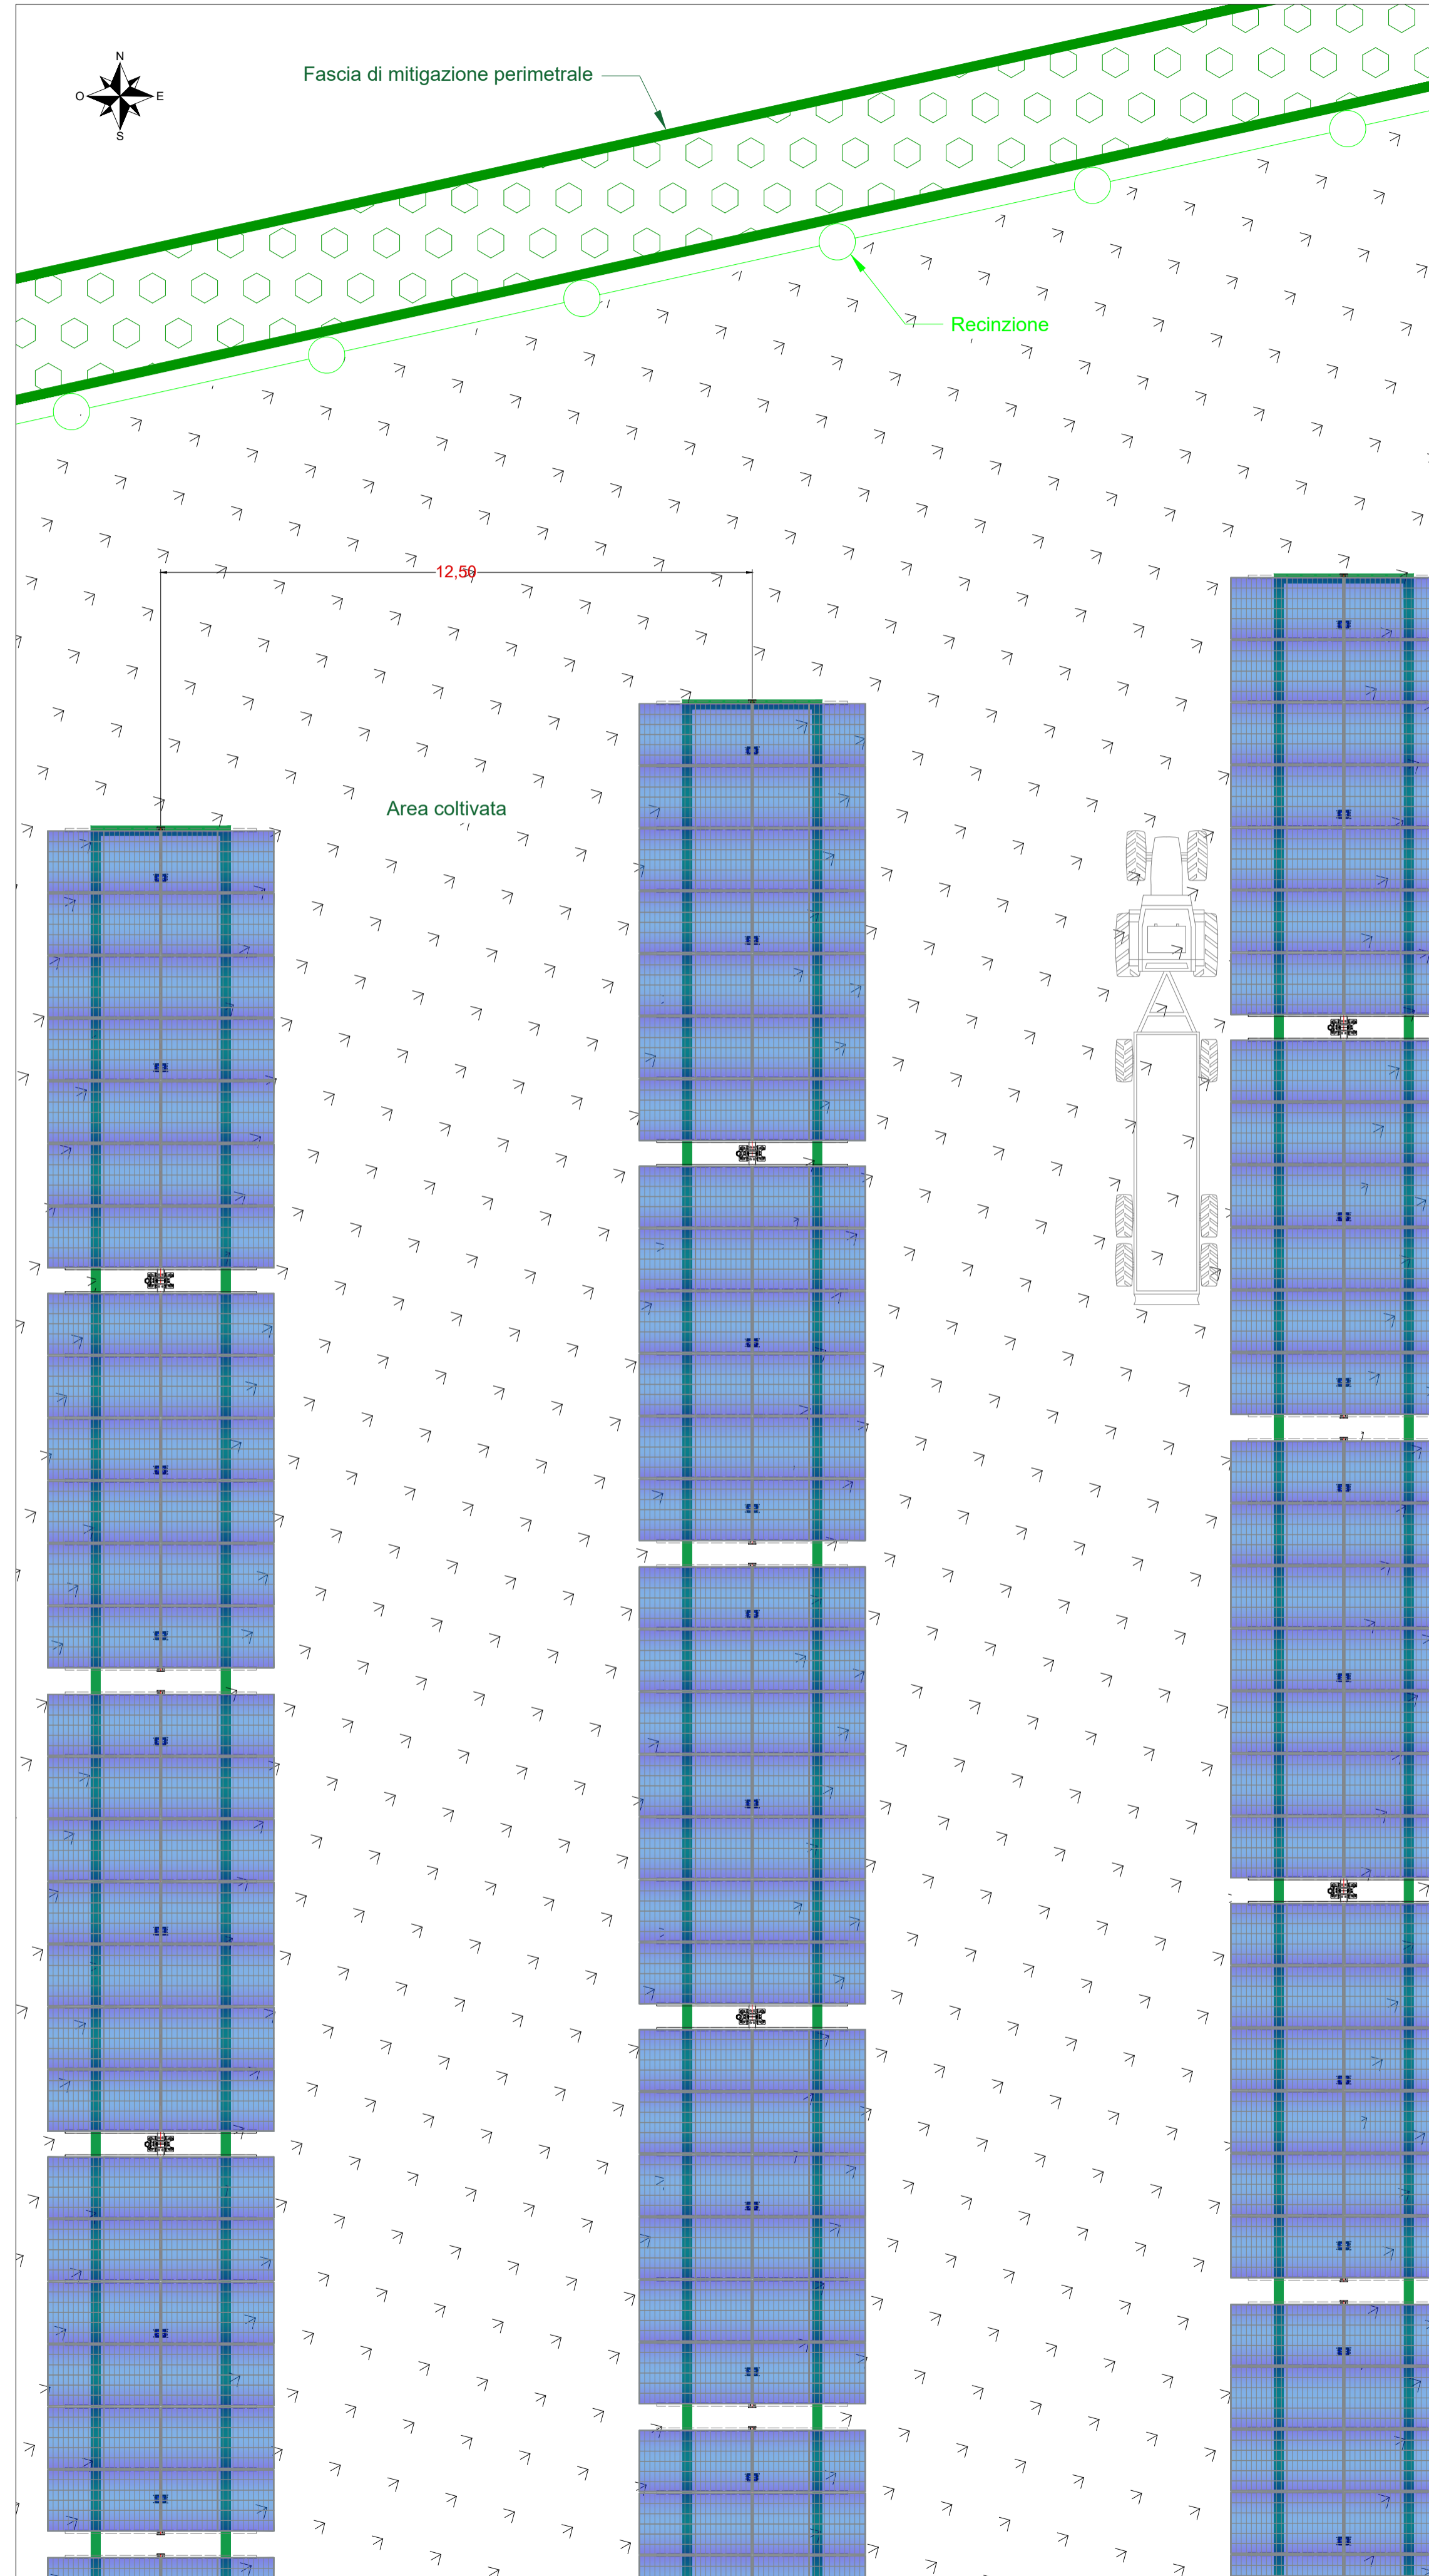 N
O E
S
Fascia di mitigazione perimetrale
Recinzione
12,50
Area coltivata